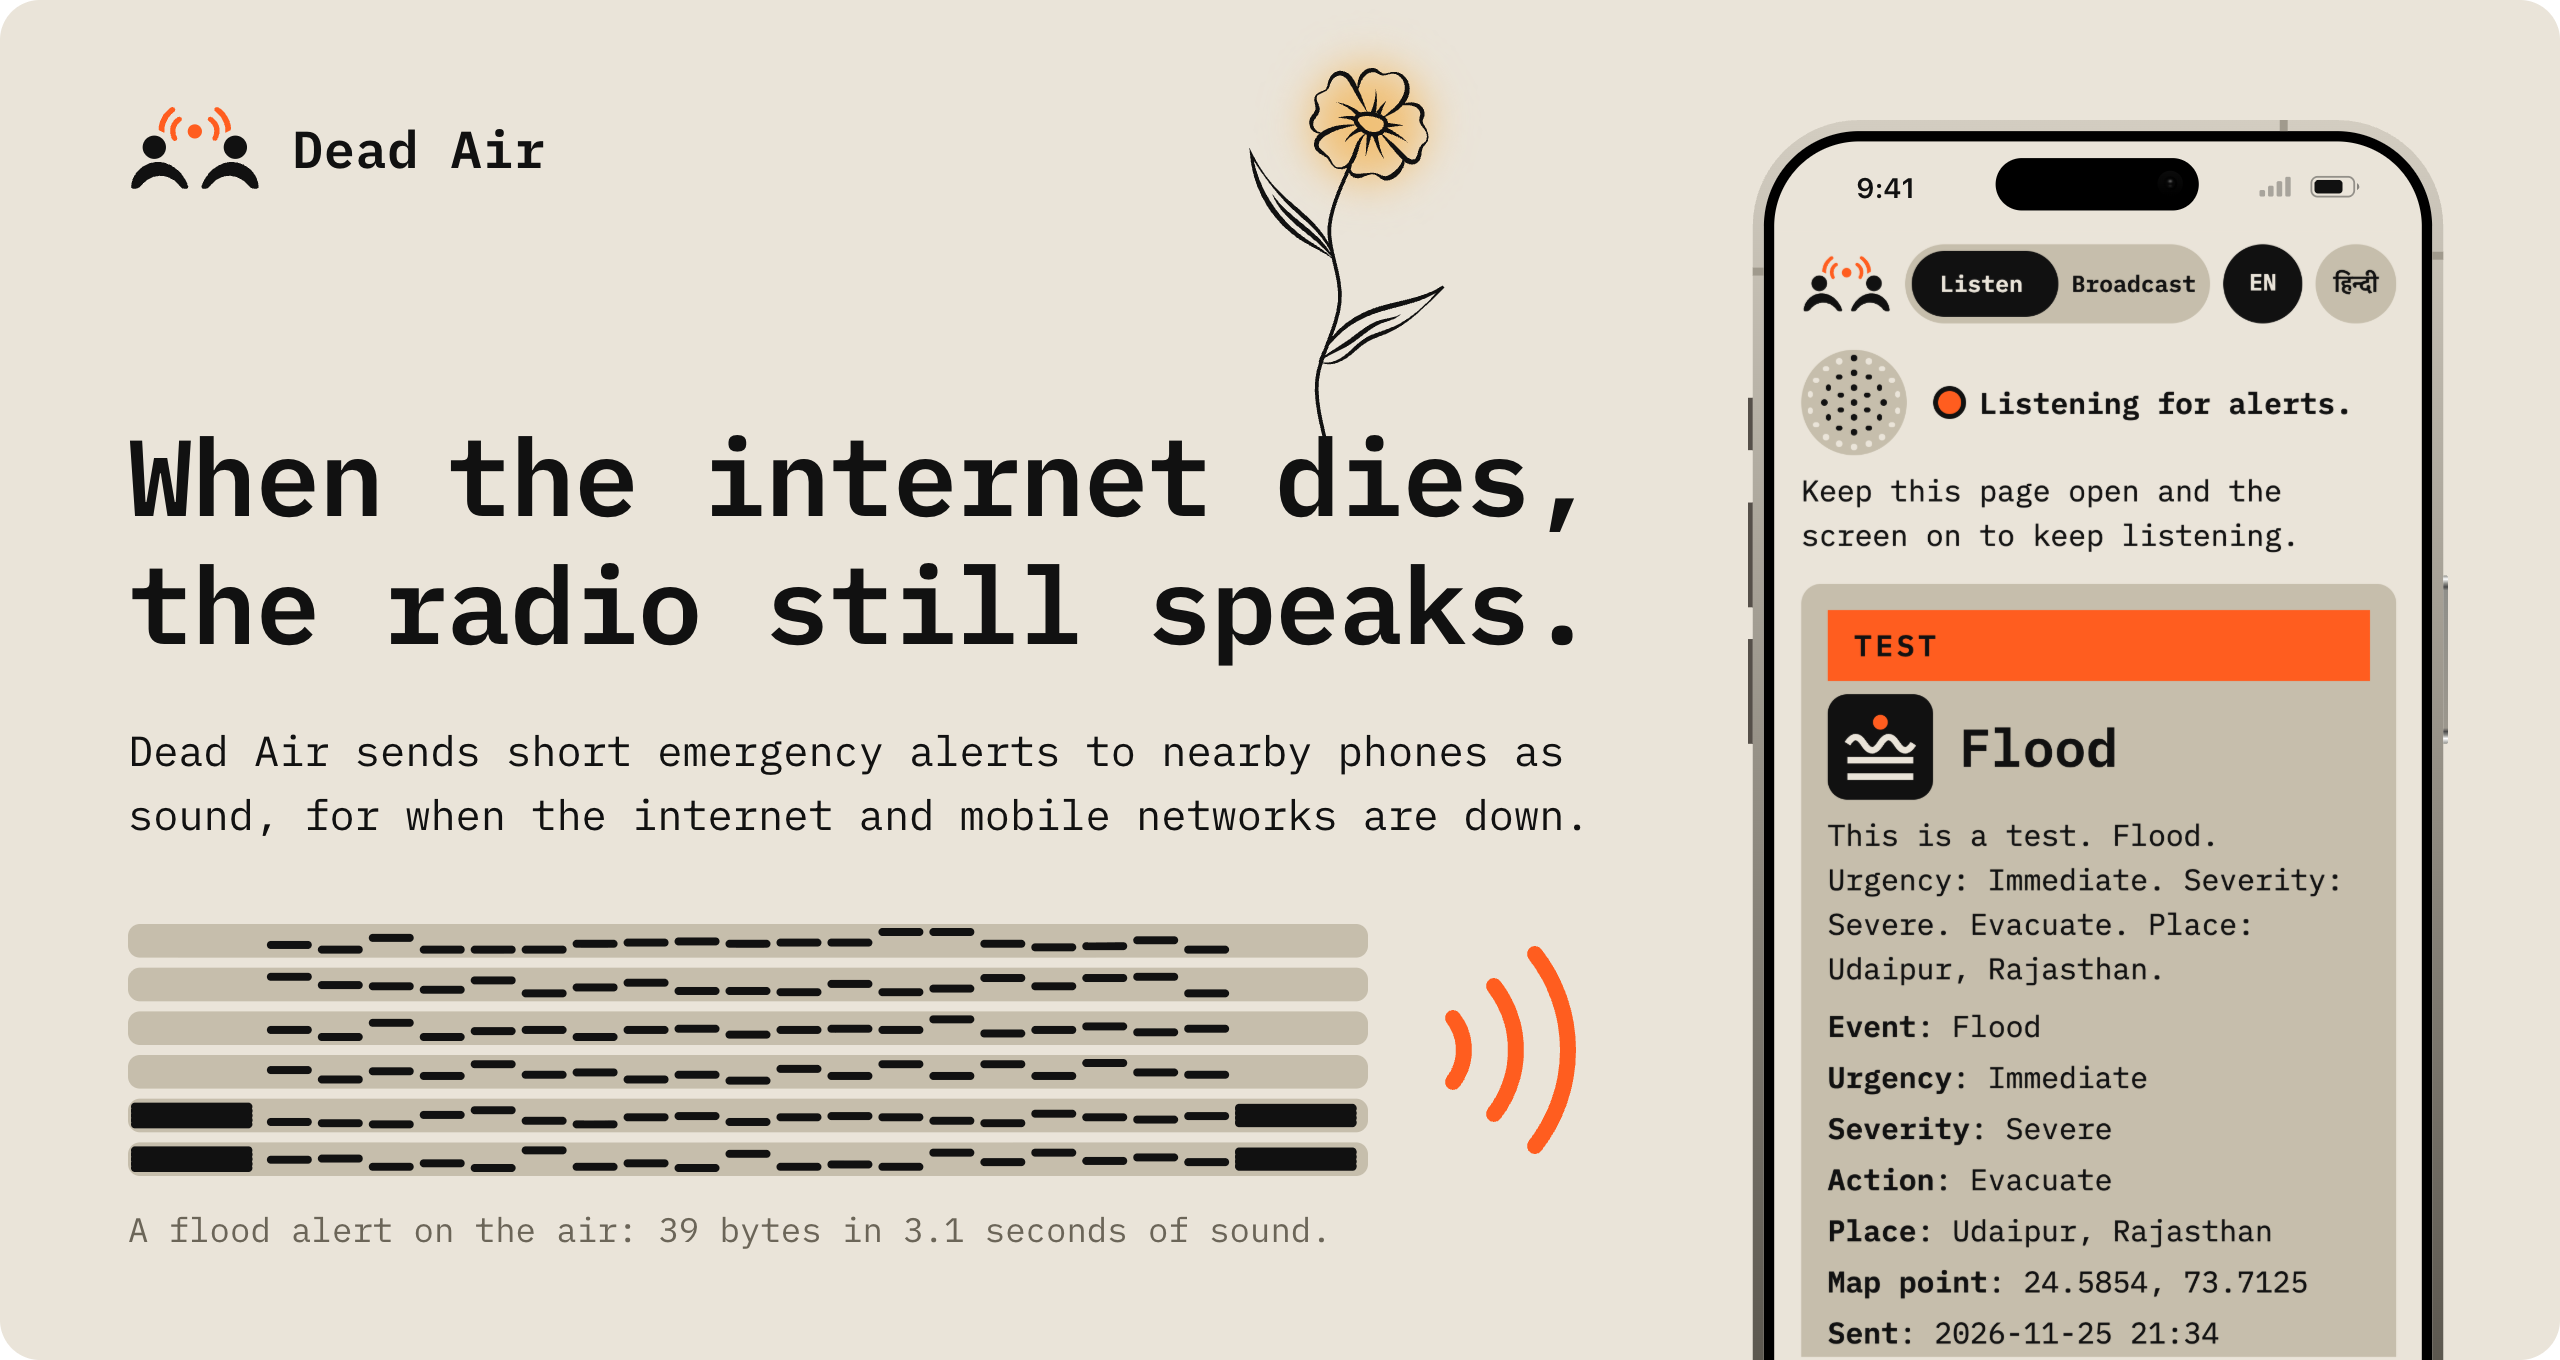 Dead Air
When the internet dies,
the radio still speaks.
Dead Air sends short emergency alerts to nearby phones as
sound, for when the internet and mobile networks are down.
A flood alert on the air: 39 bytes in 3.1 seconds of sound.
9:41
Listen Broadcast EN हिन्दी
Listening for alerts.
Keep this page open and the
screen on to keep listening.
TEST
Flood
This is a test. Flood.
Urgency: Immediate. Severity:
Severe. Evacuate. Place:
Udaipur, Rajasthan.
Event: Flood
Urgency: Immediate
Severity: Severe
Action: Evacuate
Place: Udaipur, Rajasthan
Map point: 24.5854, 73.7125
Sent: 2026-11-25 21:34